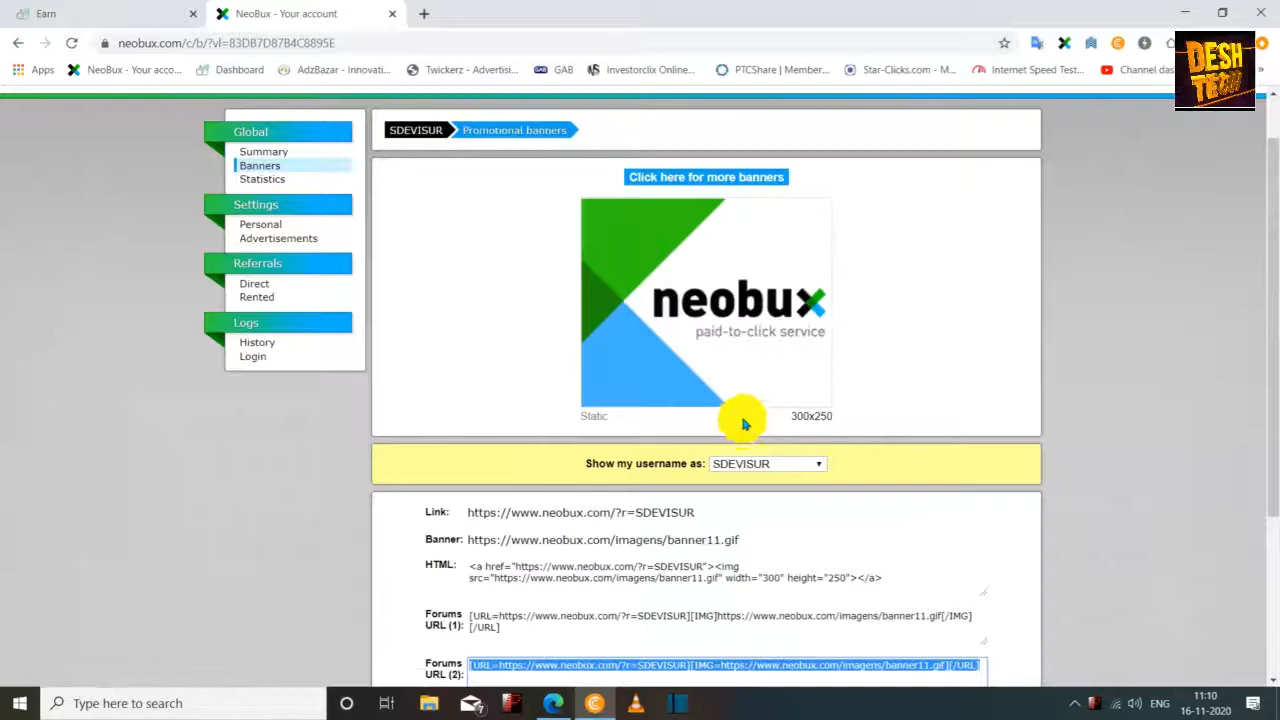 Earn
NeoBux - Your account
neobux.com/c/b/?vl=83DB7D87B4C8895E
Apps
NeoBux - Your acco...
Dashboard
AdzBazar - Innovati...
Twickerz - Advertisi...
GAB
GAB
Investorclix Online...
PTCShare | Member...
Star-Clicks.com - M...
Internet Speed Test...
Channel das
DESH
TECH
Global
Summary
Banners
Statistics
Settings
Personal
Advertisements
Referrals
Direct
Rented
Logs
History
Login
SDEVISUR
Promotional banners
Click here for more banners
neobux
paid-to-click service
Static
300x250
Show my username as: SDEVISUR
Link: https://www.neobux.com/?r=SDEVISUR
Banner: https://www.neobux.com/imagens/banner11.gif
HTML: <a href="https://www.neobux.com/?r=SDEVISUR"><img
src="https://www.neobux.com/imagens/banner11.gif" width="300" height="250"></a>
Forums URL (1): [URL=https://www.neobux.com/?r=SDEVISUR][IMG]https://www.neobux.com/imagens/banner11.gif[/IMG]
[/URL]
Forums URL (2): [URL=https://www.neobux.com/?r=SDEVISUR][IMG=https://www.neobux.com/imagens/banner11.gif][/URL]
Type here to search
7
ENG
11:10
16-11-2020